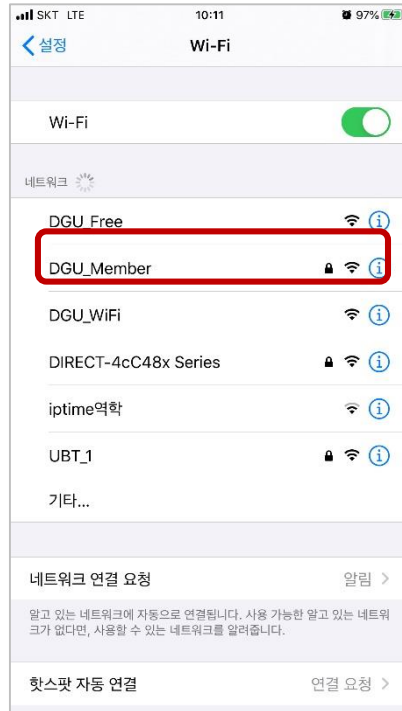 SKT LTE 10:11 97%
설정 Wi-Fi
Wi-Fi
네트워크
DGU_Free
DGU_Member
DGU_WiFi
DIRECT-4cC48x Series
iptime역학
UBT_1
기타...
네트워크 연결 요청 알림
알고 있는 네트워크에 자동으로 연결됩니다. 사용 가능한 알고 있는 네트워
크가 없다면, 사용할 수 있는 네트워크를 알려줍니다.
핫스팟 자동 연결 연결 요청